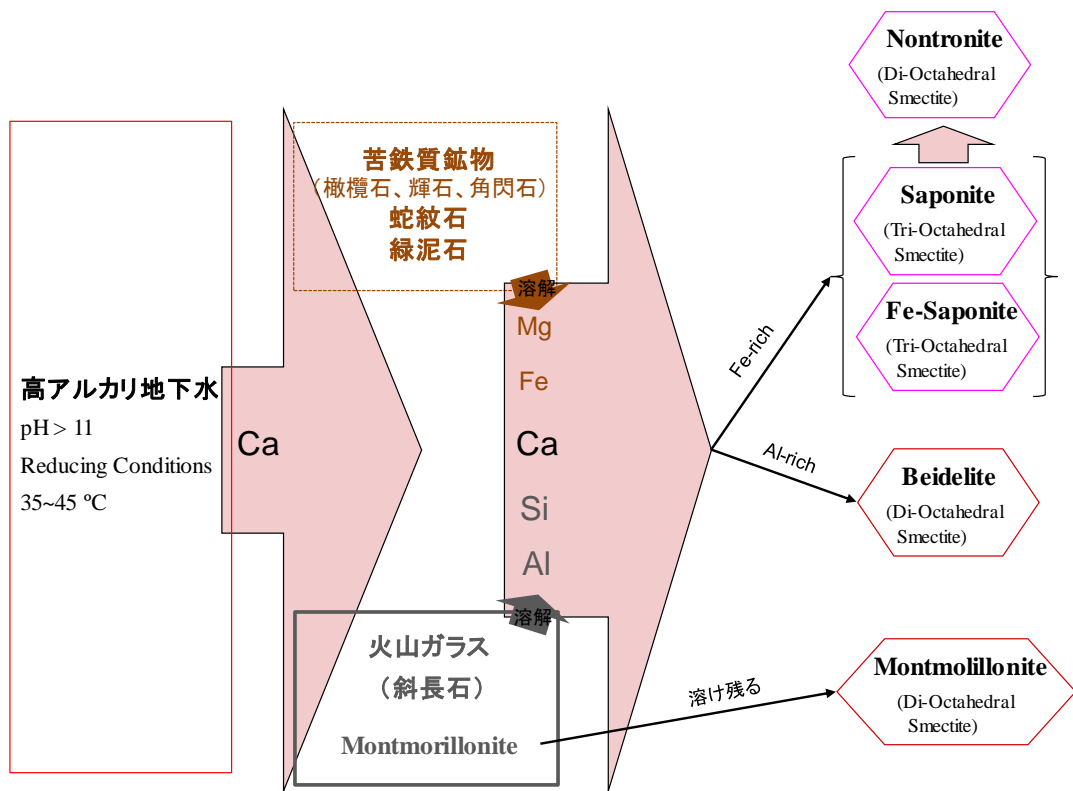 高アルカリ地下水
pH > 11
Reducing Conditions
35~45 ºC
Ca
苦鉄質鉱物
（橄欖石、輝石、角閃石）
蛇紋石
緑泥石
溶解
Mg
Fe
Ca
Si
Al
溶解
火山ガラス
（斜長石）
Montmorillonite
Fe-rich
Al-rich
溶け残る
Nontronite
(Di-Octahedral
Smectite)
Saponite
(Tri-Octahedral
Smectite)
Fe-Saponite
(Tri-Octahedral
Smectite)
Beidelite
(Di-Octahedral
Smectite)
Montmolillonite
(Di-Octahedral
Smectite)